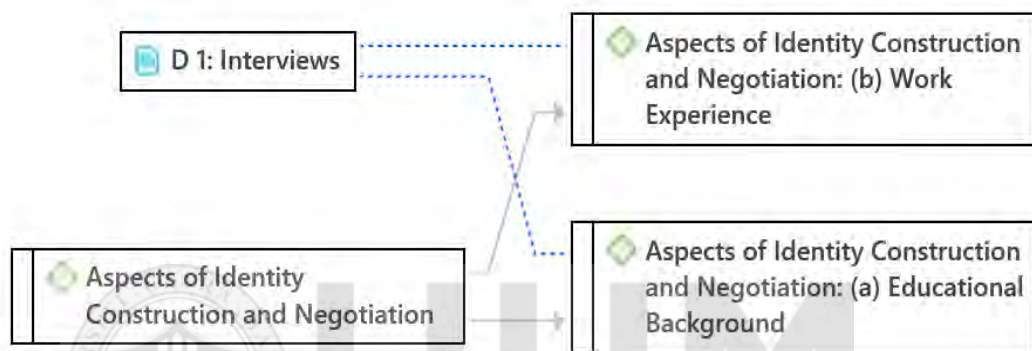 D 1: Interviews
Aspects of Identity Construction
and Negotiation: (b) Work
Experience
Aspects of Identity
Construction and Negotiation
Aspects of Identity Construction
and Negotiation: (a) Educational
Background